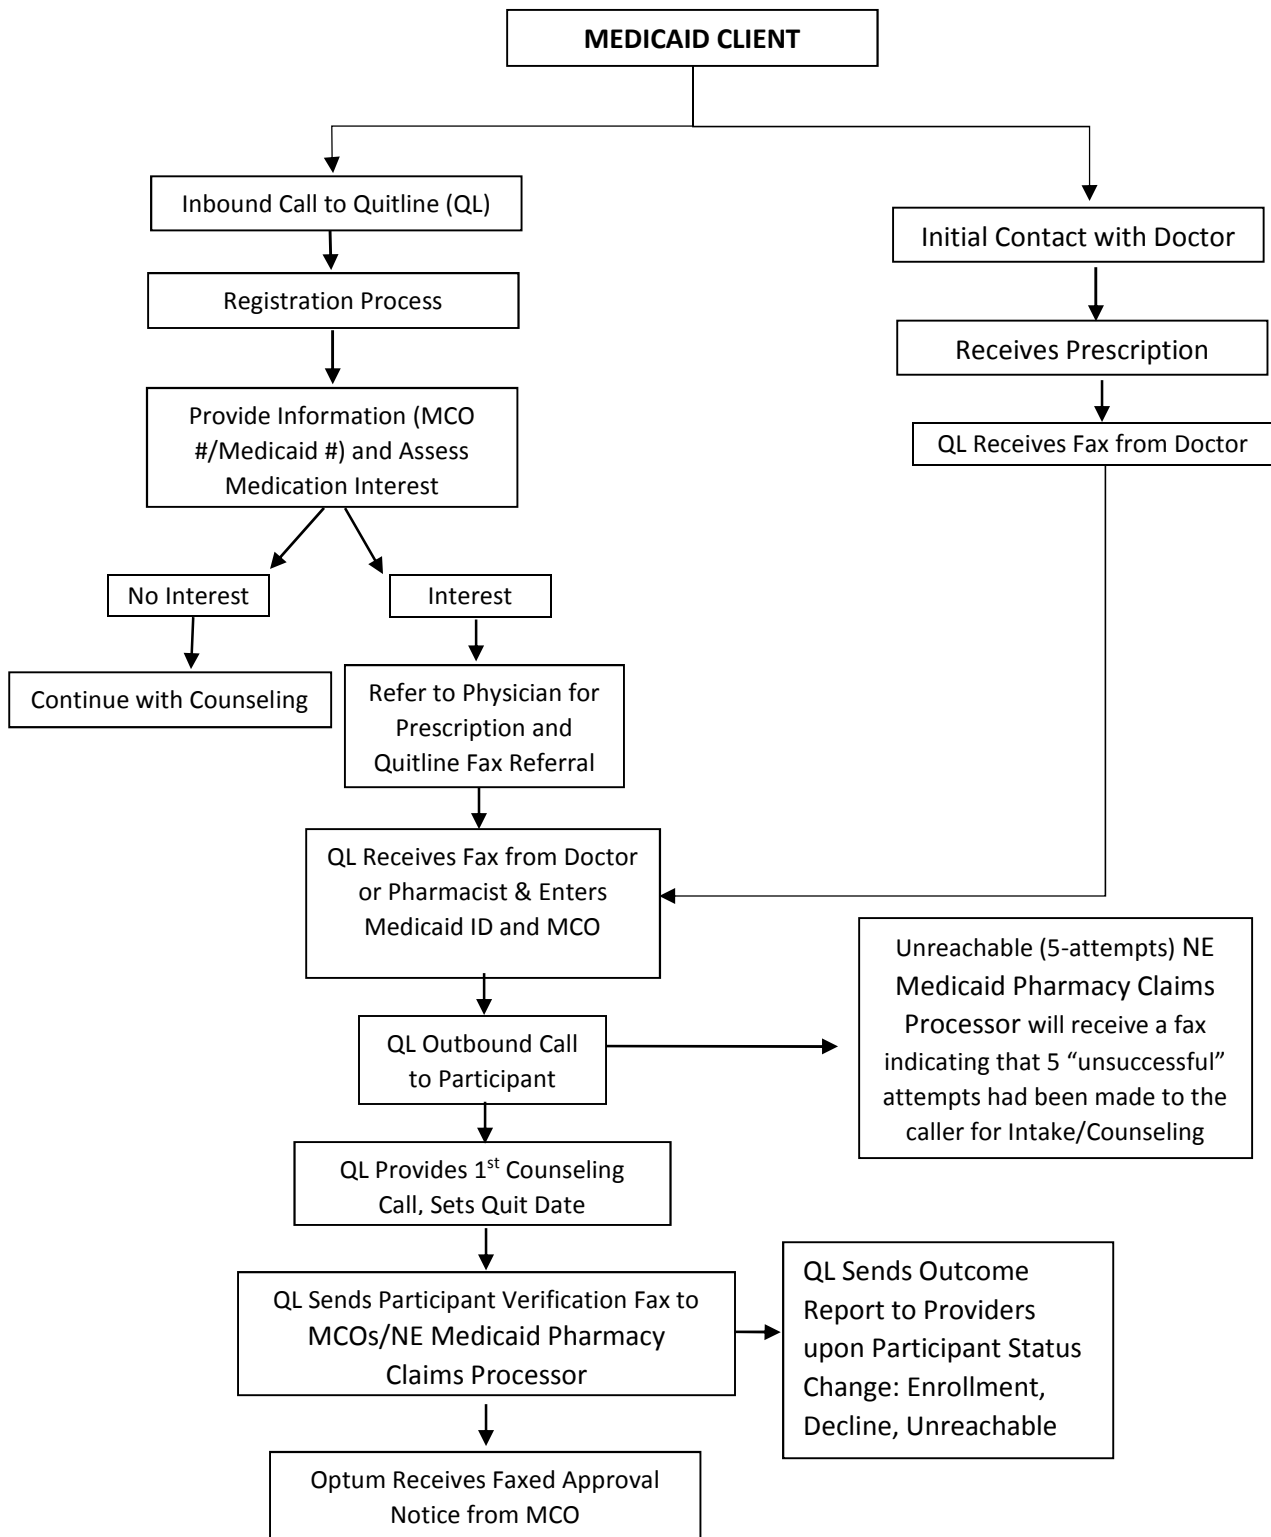 MEDICAID CLIENT
Inbound Call to Quitline (QL)
Registration Process
Provide Information (MCO
#/Medicaid #) and Assess
Medication Interest
No Interest
Interest
Continue with Counseling
Refer to Physician for
Prescription and
Quitline Fax Referral
Initial Contact with Doctor
Receives Prescription
QL Receives Fax from Doctor
QL Receives Fax from Doctor
or Pharmacist & Enters
Medicaid ID and MCO
QL Outbound Call
to Participant
Unreachable (5-attempts) NE
Medicaid Pharmacy Claims
Processor will receive a fax
indicating that 5 “unsuccessful”
attempts had been made to the
caller for Intake/Counseling
QL Provides 1st Counseling
Call, Sets Quit Date
QL Sends Participant Verification Fax to
MCOs/NE Medicaid Pharmacy
Claims Processor
QL Sends Outcome
Report to Providers
upon Participant Status
Change: Enrollment,
Decline, Unreachable
Optum Receives Faxed Approval
Notice from MCO